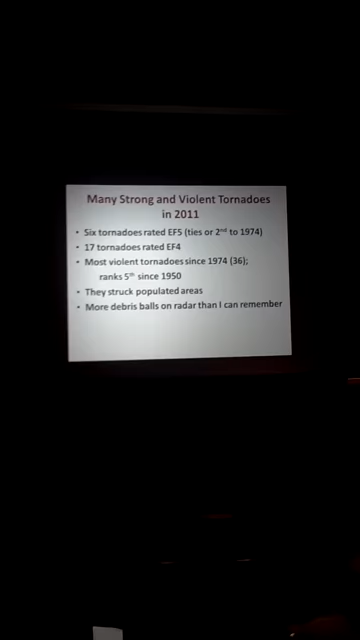 Many Strong and Violent Tornadoes
in 2011
• Six tornadoes rated EF5 (ties or 2nd to 1974)
• 17 tornadoes rated EF4
• Most violent tornadoes since 1974 (36);
ranks 5th since 1950
• They struck populated areas
• More debris balls on radar than I can remember